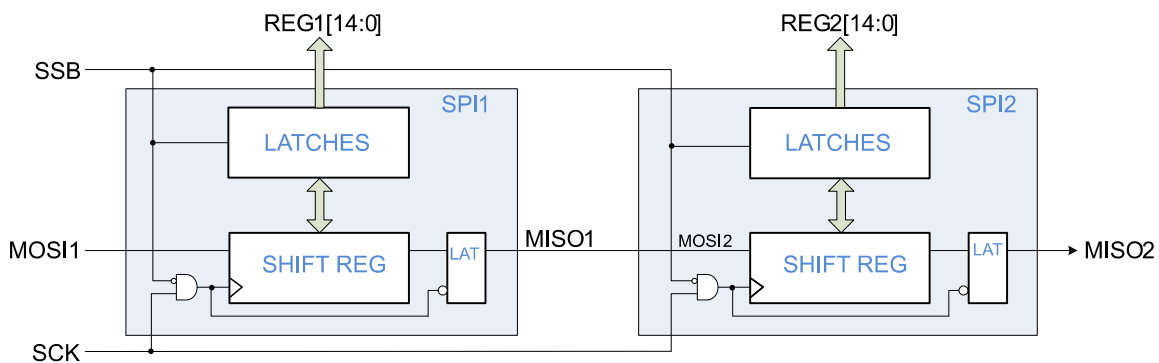 REG1[14:0]
REG2[14:0]
SSB
SPI1
SPI2
LATCHES
LATCHES
MOSI1
SHIFT REG
LAT
MISO1
MOSI2
SHIFT REG
LAT
MISO2
SCK